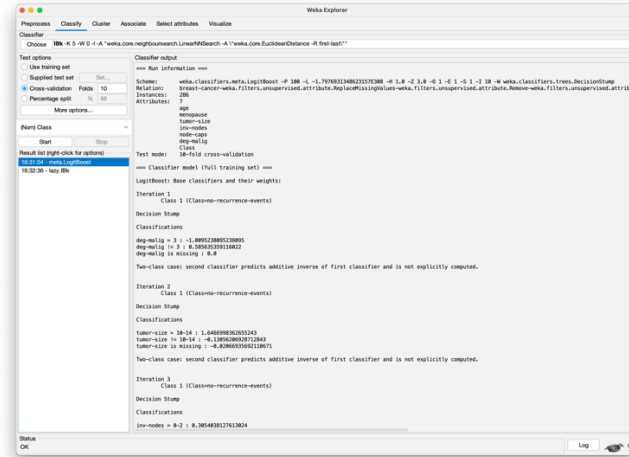 Weka Explorer
Preprocess Classify Cluster Associate Select attributes Visualize
Classifier
Choose IBk -K 5 -W 0 -I -A "weka.core.neighboursearch.LinearNNSearch -A \"weka.core.EuclideanDistance -R first-last\""
Test options
Use training set
Supplied test set Set...
Cross-validation Folds 10
Percentage split % 66
More options...
(Nom) Class
Start Stop
Result list (right-click for options)
16:31:04 - meta.LogitBoost
16:32:36 - lazy.IBk
Classifier output
=== Run information ===
Scheme: weka.classifiers.meta.LogitBoost -P 100 -L -1.7976931348623157E308 -H 1.0 -Z 3.0 -O 1 -E 1 -S 1 -I 10 -W weka.classifiers.trees.DecisionStump
Relation: breast-cancer-weka.filters.unsupervised.attribute.ReplaceMissingValues-weka.filters.unsupervised.attribute.Remove-weka.filters.unsupervised.attribute.Re
Instances: 286
Attributes: 7
age
menopause
tumor-size
inv-nodes
node-caps
deg-malig
Class
Test mode: 10-fold cross-validation
=== Classifier model (full training set) ===
LogitBoost: Base classifiers and their weights:
Iteration 1
Class 1 (Class=no-recurrence-events)
Decision Stump
Classifications
deg-malig = 3 : -1.0095238095238095
deg-malig != 3 : 0.585635359116022
deg-malig is missing : 0.0
Two-class case: second classifier predicts additive inverse of first classifier and is not explicitly computed.
Iteration 2
Class 1 (Class=no-recurrence-events)
Decision Stump
Classifications
tumor-size = 10-14 : 1.6466998362655243
tumor-size != 10-14 : -0.13056206928712843
tumor-size is missing : -0.02066935692110671
Two-class case: second classifier predicts additive inverse of first classifier and is not explicitly computed.
Iteration 3
Class 1 (Class=no-recurrence-events)
Decision Stump
Classifications
inv-nodes = 0-2 : 0.3054038127613024
Status
OK
Log